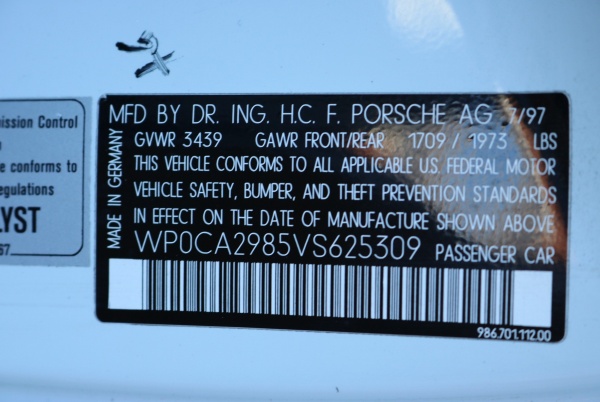 ission Control
e conforms to
egulations
LYST
67
MFD BY DR. ING. H.C. F. PORSCHE AG 7/97
GVWR 3439 GAWR FRONT/REAR 1709 / 1973 LBS
THIS VEHICLE CONFORMS TO ALL APPLICABLE U.S. FEDERAL MOTOR
VEHICLE SAFETY, BUMPER, AND THEFT PREVENTION STANDARDS
IN EFFECT ON THE DATE OF MANUFACTURE SHOWN ABOVE
WP0CA2985VS625309 PASSENGER CAR
MADE IN GERMANY
986.701.112.00